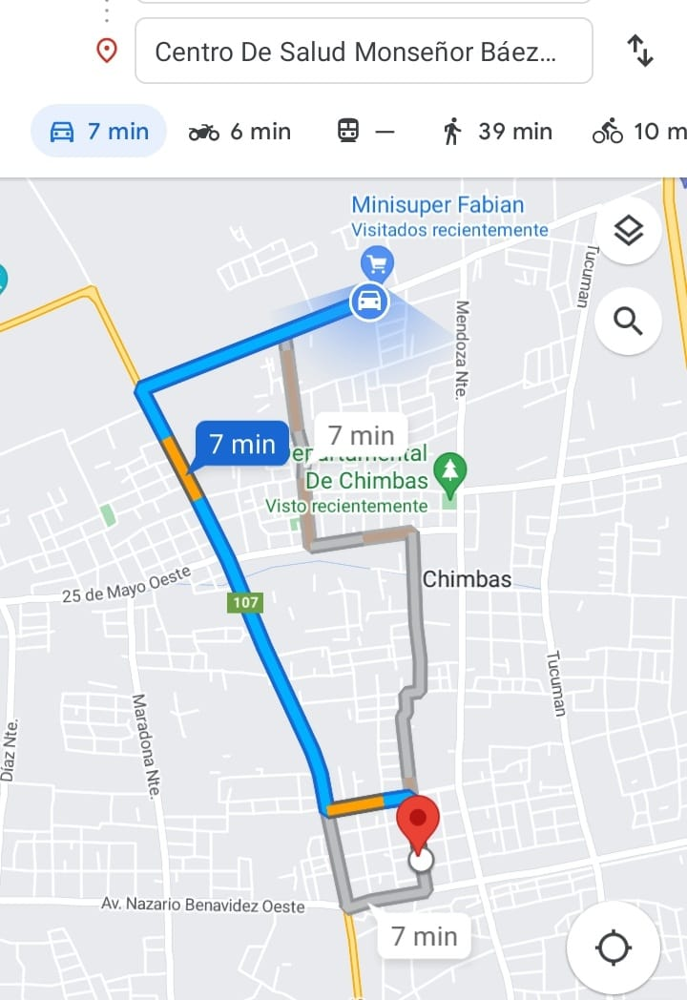 Centro De Salud Monseñor Báez...
7 min
6 min
—
39 min
10 m
Minisuper Fabian
Visitados recientemente
Tucuman
Mendoza Nte.
7 min
7 min
De Chimbas
Visto recientemente
Chimbas
25 de Mayo Oeste
107
Tucuman
Maradona Nte.
Díaz Nte.
Av. Nazario Benavidez Oeste
7 min